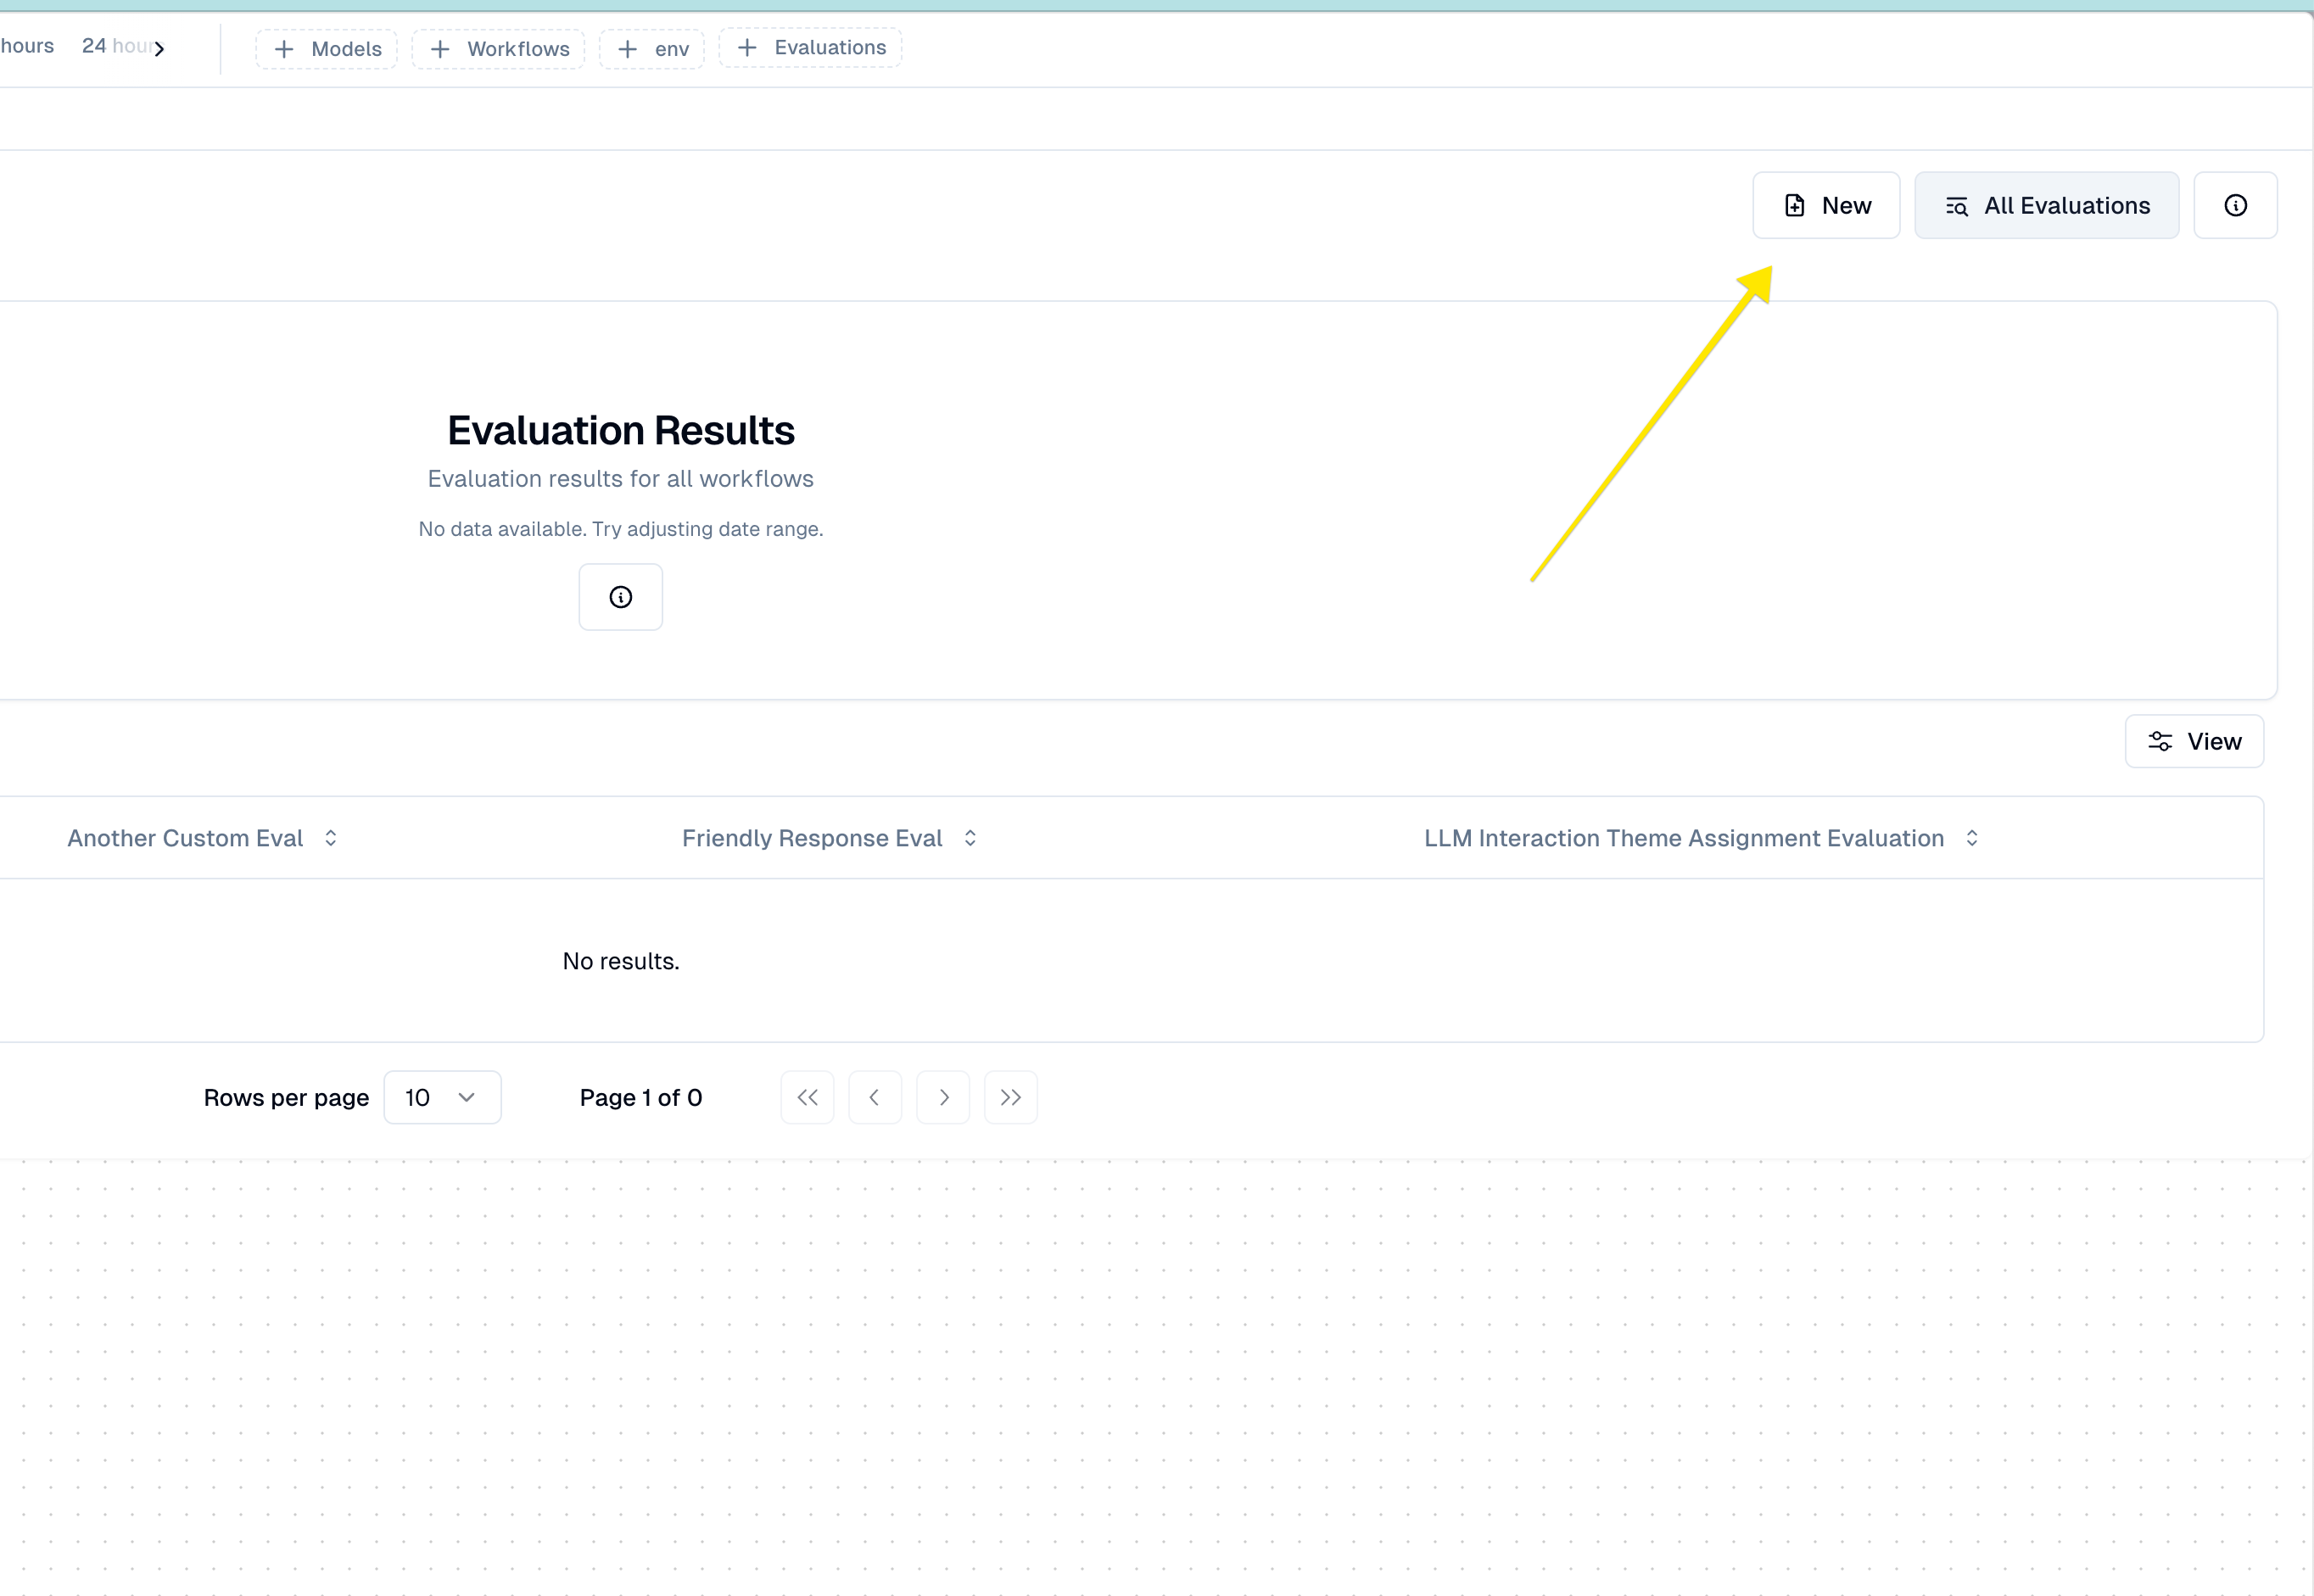 hours 24 hour Models Workflows env Evaluations
New All Evaluations
Evaluation Results
Evaluation results for all workflows
No data available. Try adjusting date range.
View
Another Custom Eval Friendly Response Eval LLM Interaction Theme Assignment Evaluation
No results.
Rows per page 10 Page 1 of 0